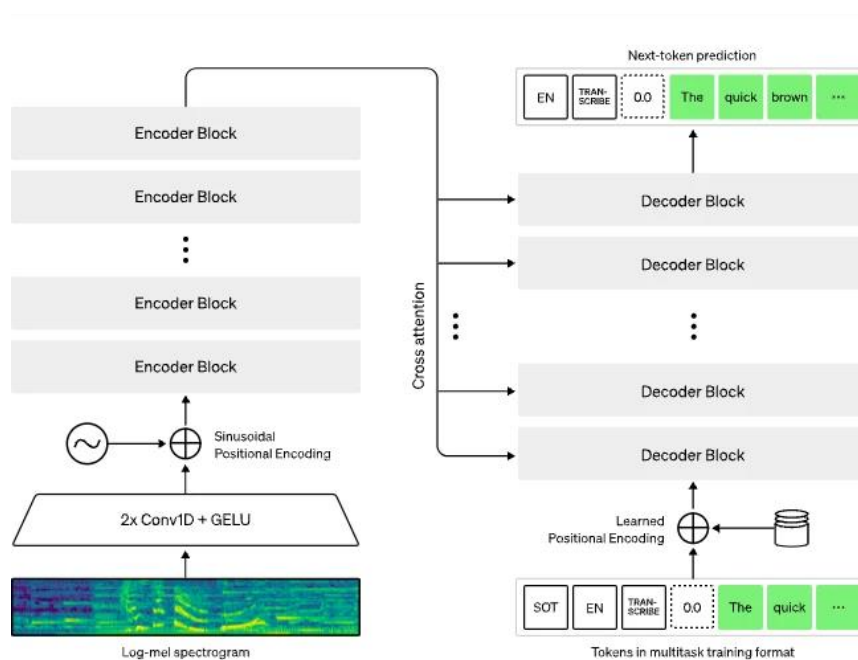 Next-token prediction
EN TRAN-SCRIBE 0.0 The quick brown ...
Encoder Block
Encoder Block
Encoder Block
Encoder Block
Sinusoidal
Positional Encoding
2x Conv1D + GELU
Log-mel spectrogram
Cross attention
Decoder Block
Decoder Block
Decoder Block
Decoder Block
Learned
Positional Encoding
SOT EN TRAN-SCRIBE 0.0 The quick ...
Tokens in multitask training format